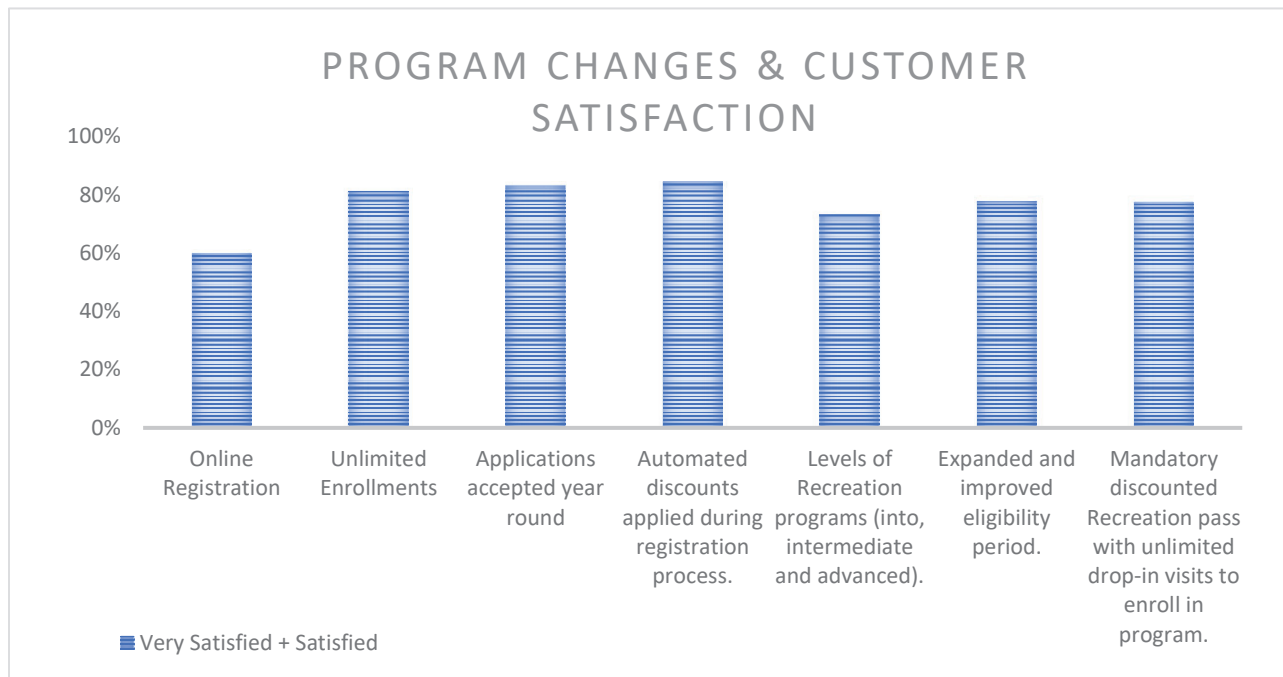 PROGRAM CHANGES & CUSTOMER
SATISFACTION
100%
80%
60%
40%
20%
0%
Online
Registration
Unlimited
Enrollments
Applications
accepted year
round
Automated
discounts
applied during
registration
process.
Levels of
Recreation
programs (into,
intermediate
and advanced).
Expanded and
improved
eligibility
period.
Mandatory
discounted
Recreation pass
with unlimited
drop-in visits to
enroll in
program.
Very Satisfied + Satisfied